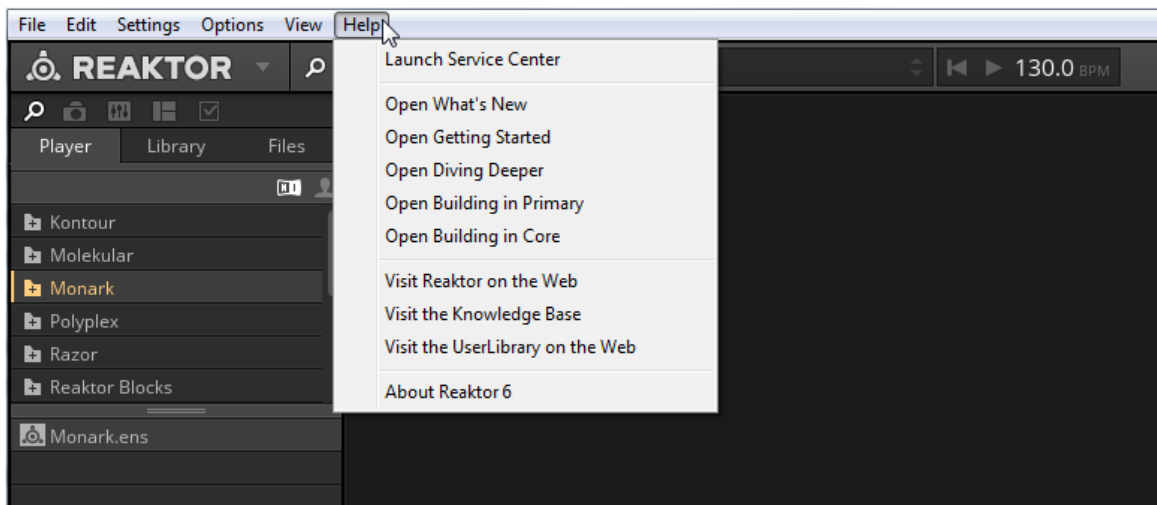 File Edit Settings Options View Help
REAKTOR
130.0 BPM
Player Library Files
NI
Kontour
Molekular
Monark
Polyplex
Razor
Reaktor Blocks
Monark.ens
Launch Service Center
Open What's New
Open Getting Started
Open Diving Deeper
Open Building in Primary
Open Building in Core
Visit Reaktor on the Web
Visit the Knowledge Base
Visit the UserLibrary on the Web
About Reaktor 6